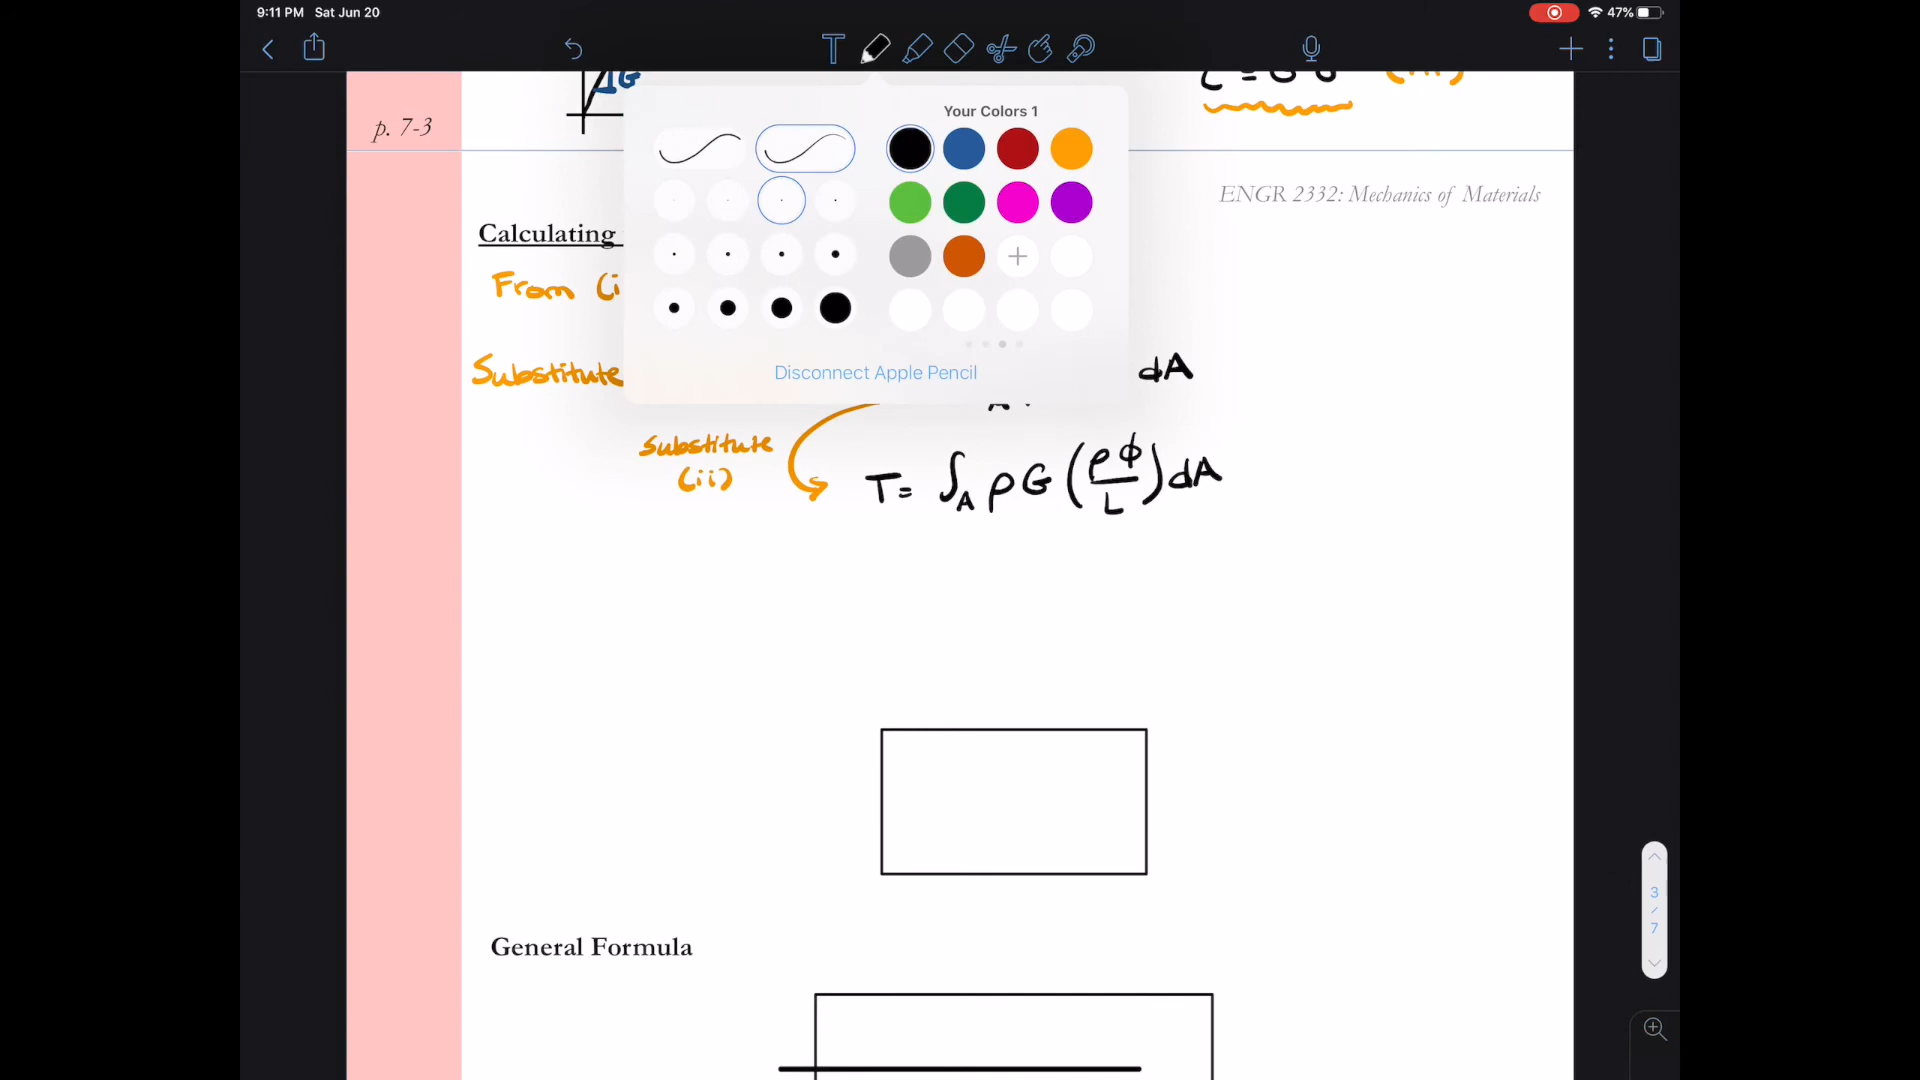 9:11 PM Sat Jun 20
47%
T
p. 7-3
(iii)
Your Colors 1
ENGR 2332: Mechanics of Materials
Calculating
From (i
Substitute
dA
Disconnect Apple Pencil
A
Substitute
(ii)
T= ∫A ρ G (ρϕ/L) dA
3
/
7
General Formula